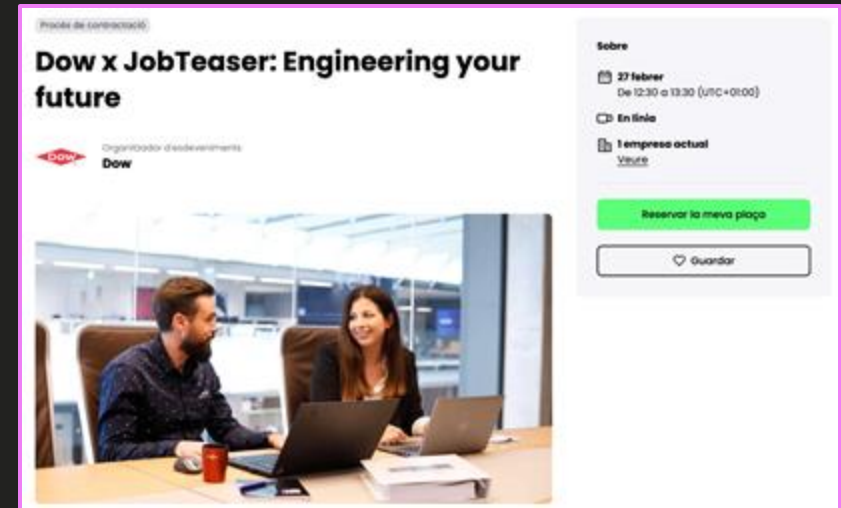 Procés de contractació
Dow x JobTeaser: Engineering your
future
Organitzador d'esdeveniments
Dow
Dow
Sobre
27 febrer
De 12:30 a 13:30 (UTC+01:00)
En línia
1 empresa actual
Veure
Reservar la meva plaça
Guardar